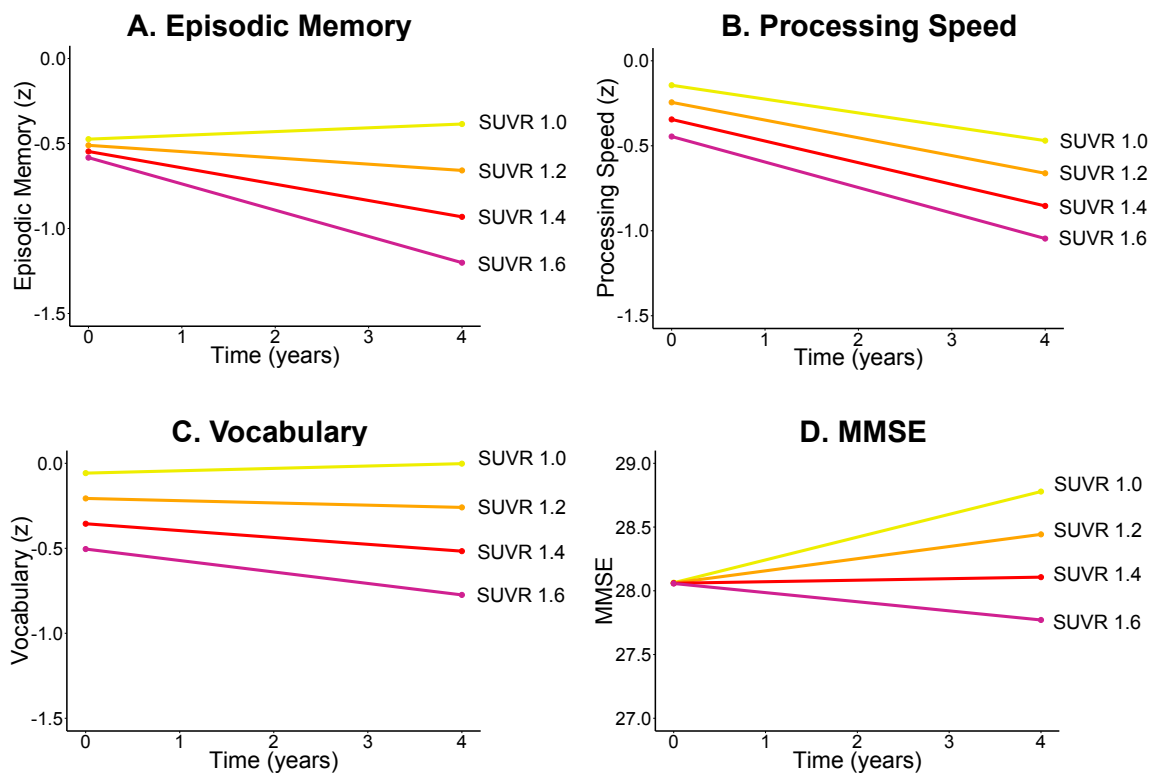 A. Episodic Memory
Episodic Memory (z)
0.0
-0.5
-1.0
-1.5
0 1 2 3 4
Time (years)
SUVR 1.0
SUVR 1.2
SUVR 1.4
SUVR 1.6
B. Processing Speed
Processing Speed (z)
0.0
-0.5
-1.0
-1.5
0 1 2 3 4
Time (years)
SUVR 1.0
SUVR 1.2
SUVR 1.4
SUVR 1.6
C. Vocabulary
Vocabulary (z)
0.0
-0.5
-1.0
-1.5
0 1 2 3 4
Time (years)
SUVR 1.0
SUVR 1.2
SUVR 1.4
SUVR 1.6
D. MMSE
MMSE
29.0
28.5
28.0
27.5
27.0
0 1 2 3 4
Time (years)
SUVR 1.0
SUVR 1.2
SUVR 1.4
SUVR 1.6